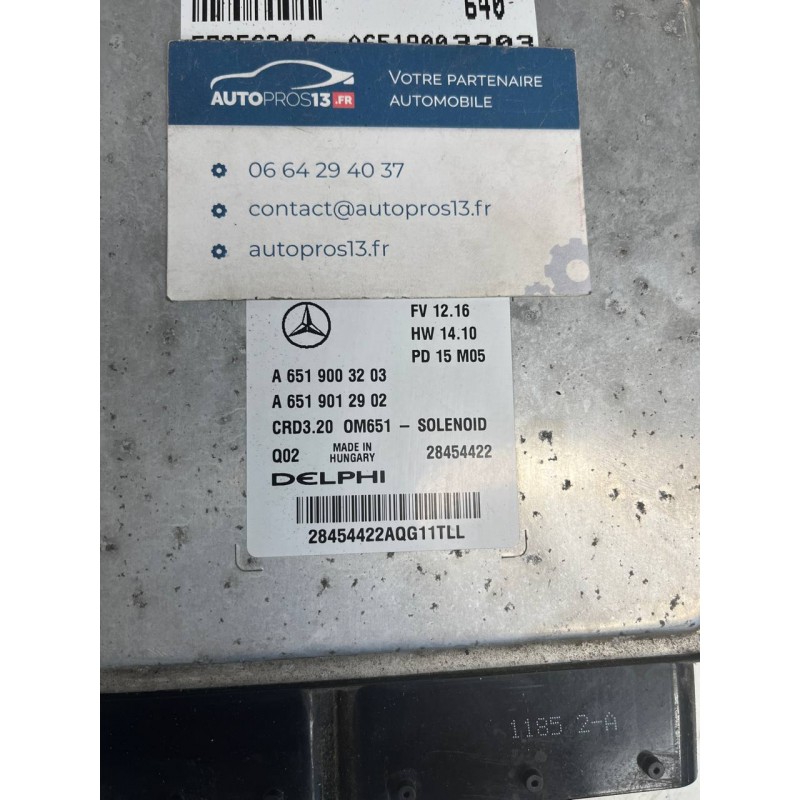 640
A6519003203
AUTOPROS13.FR
VOTRE PARTENAIRE
AUTOMOBILE
06 64 29 40 37
contact@autopros13.fr
autopros13.fr
FV 12.16
HW 14.10
PD 15 M05
A 651 900 32 03
A 651 901 29 02
CRD3.20 OM651 - SOLENOID
Q02 MADE IN HUNGARY 28454422
DELPHI
28454422AQG11TLL
1185 2-A